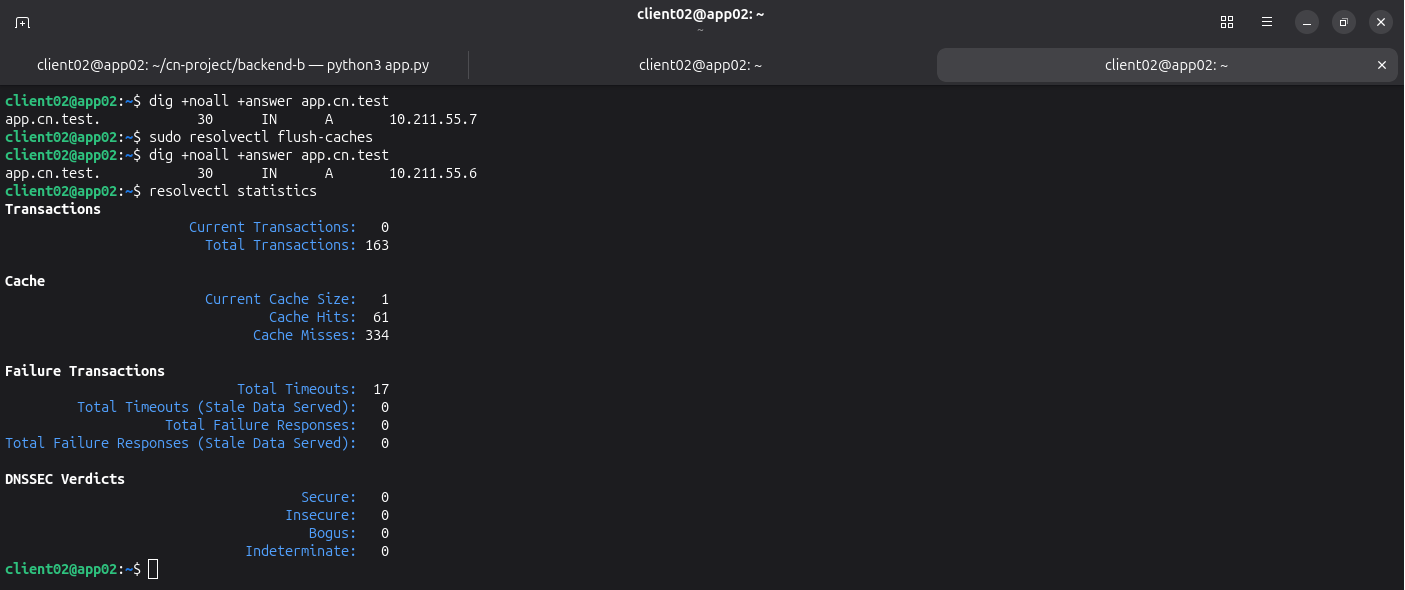 client02@app02: ~
~
client02@app02: ~/cn-project/backend-b — python3 app.py
client02@app02: ~
client02@app02: ~
client02@app02:~$ dig +noall +answer app.cn.test
app.cn.test. 30 IN A 10.211.55.7
client02@app02:~$ sudo resolvectl flush-caches
client02@app02:~$ dig +noall +answer app.cn.test
app.cn.test. 30 IN A 10.211.55.6
client02@app02:~$ resolvectl statistics
Transactions
Current Transactions: 0
Total Transactions: 163
Cache
Current Cache Size: 1
Cache Hits: 61
Cache Misses: 334
Failure Transactions
Total Timeouts: 17
Total Timeouts (Stale Data Served): 0
Total Failure Responses: 0
Total Failure Responses (Stale Data Served): 0
DNSSEC Verdicts
Secure: 0
Insecure: 0
Bogus: 0
Indeterminate: 0
client02@app02:~$